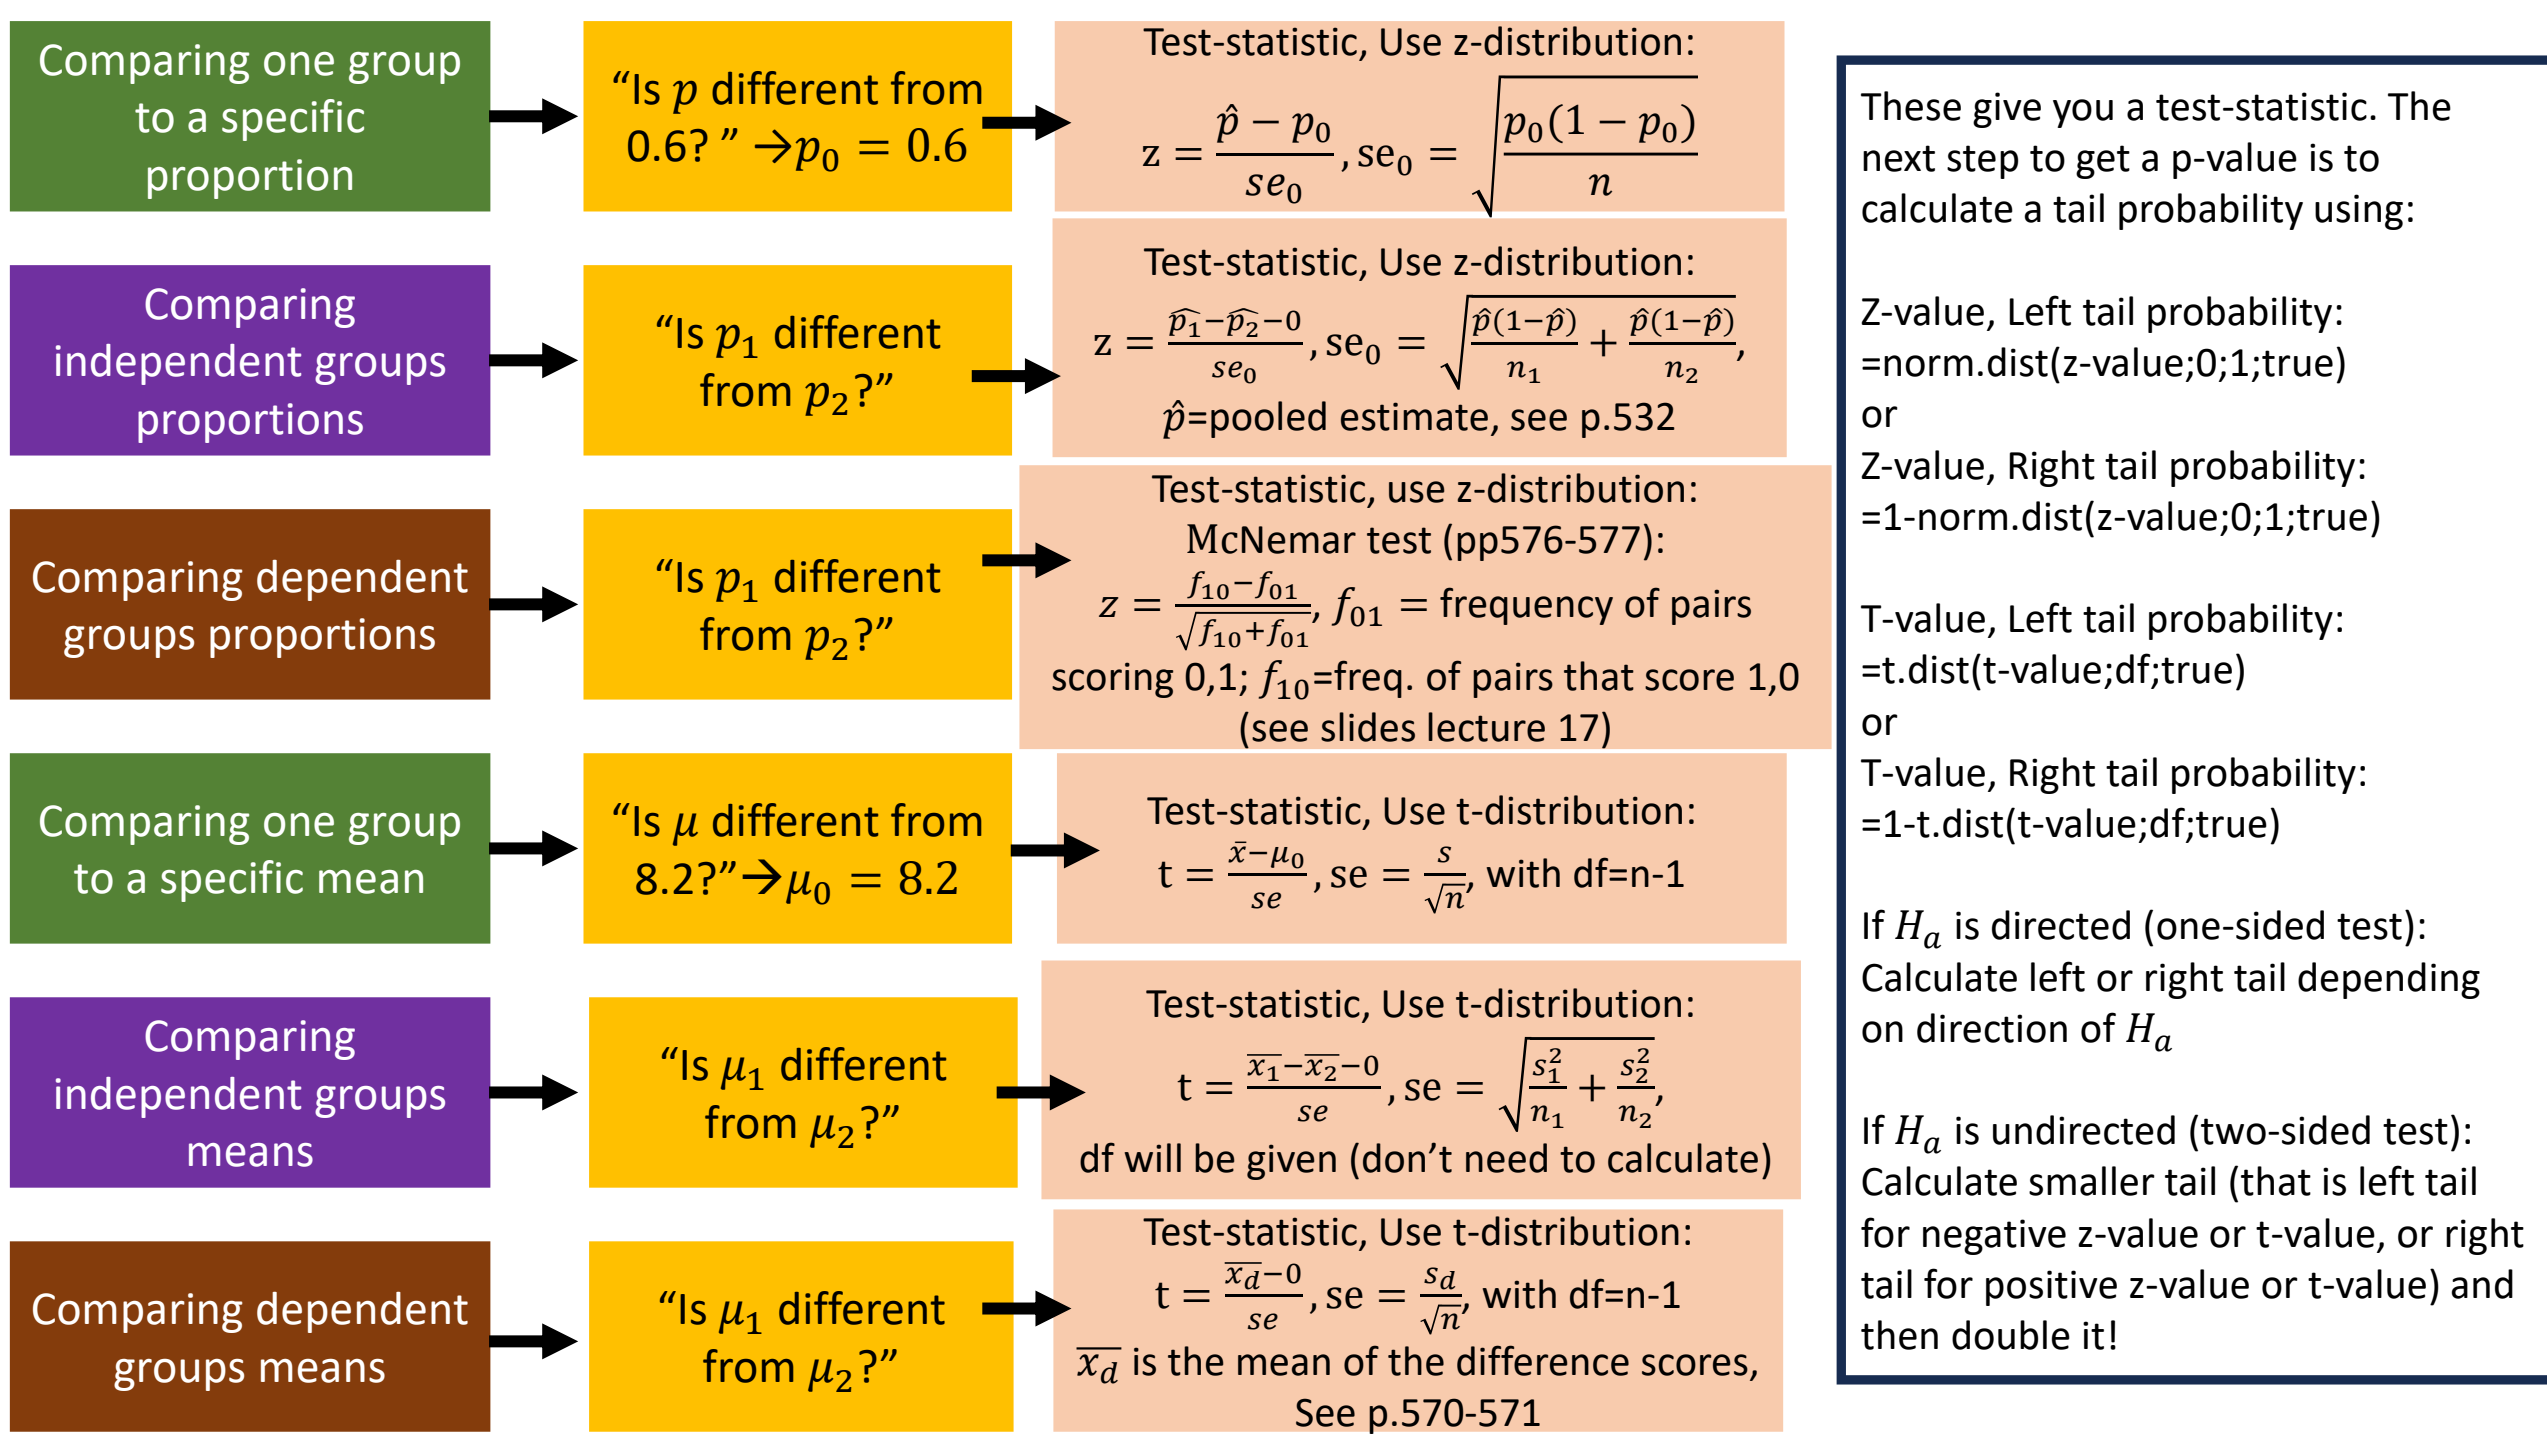 Comparing one group
to a specific
proportion
“Is p different from
0.6? ” →p₀ = 0.6
Test-statistic, Use z-distribution:
z = (p̂ − p₀)/se₀, se₀ = √(p₀(1 − p₀)/n)
Comparing
independent groups
proportions
“Is p₁ different
from p₂?”
Test-statistic, Use z-distribution:
z = (p̂₁−p̂₂−0)/se₀, se₀ = √(p̂(1−p̂)/n₁ + p̂(1−p̂)/n₂),
p̂=pooled estimate, see p.532
Comparing dependent
groups proportions
“Is p₁ different
from p₂?”
Test-statistic, use z-distribution:
McNemar test (pp576-577):
z = (f₁₀−f₀₁)/√(f₁₀+f₀₁), f₀₁ = frequency of pairs
scoring 0,1; f₁₀=freq. of pairs that score 1,0
(see slides lecture 17)
Comparing one group
to a specific mean
“Is μ different from
8.2?”→μ₀ = 8.2
Test-statistic, Use t-distribution:
t = (x̄−μ₀)/se, se = s/√n, with df=n-1
Comparing
independent groups
means
“Is μ₁ different
from μ₂?”
Test-statistic, Use t-distribution:
t = (x̄₁−x̄₂−0)/se, se = √(s₁²/n₁ + s₂²/n₂),
df will be given (don’t need to calculate)
Comparing dependent
groups means
“Is μ₁ different
from μ₂?”
Test-statistic, Use t-distribution:
t = (x̄_d−0)/se, se = s_d/√n, with df=n-1
x̄_d is the mean of the difference scores,
See p.570-571
These give you a test-statistic. The
next step to get a p-value is to
calculate a tail probability using:
Z-value, Left tail probability:
=norm.dist(z-value;0;1;true)
or
Z-value, Right tail probability:
=1-norm.dist(z-value;0;1;true)
T-value, Left tail probability:
=t.dist(t-value;df;true)
or
T-value, Right tail probability:
=1-t.dist(t-value;df;true)
If Hₐ is directed (one-sided test):
Calculate left or right tail depending
on direction of Hₐ
If Hₐ is undirected (two-sided test):
Calculate smaller tail (that is left tail
for negative z-value or t-value, or right
tail for positive z-value or t-value) and
then double it!